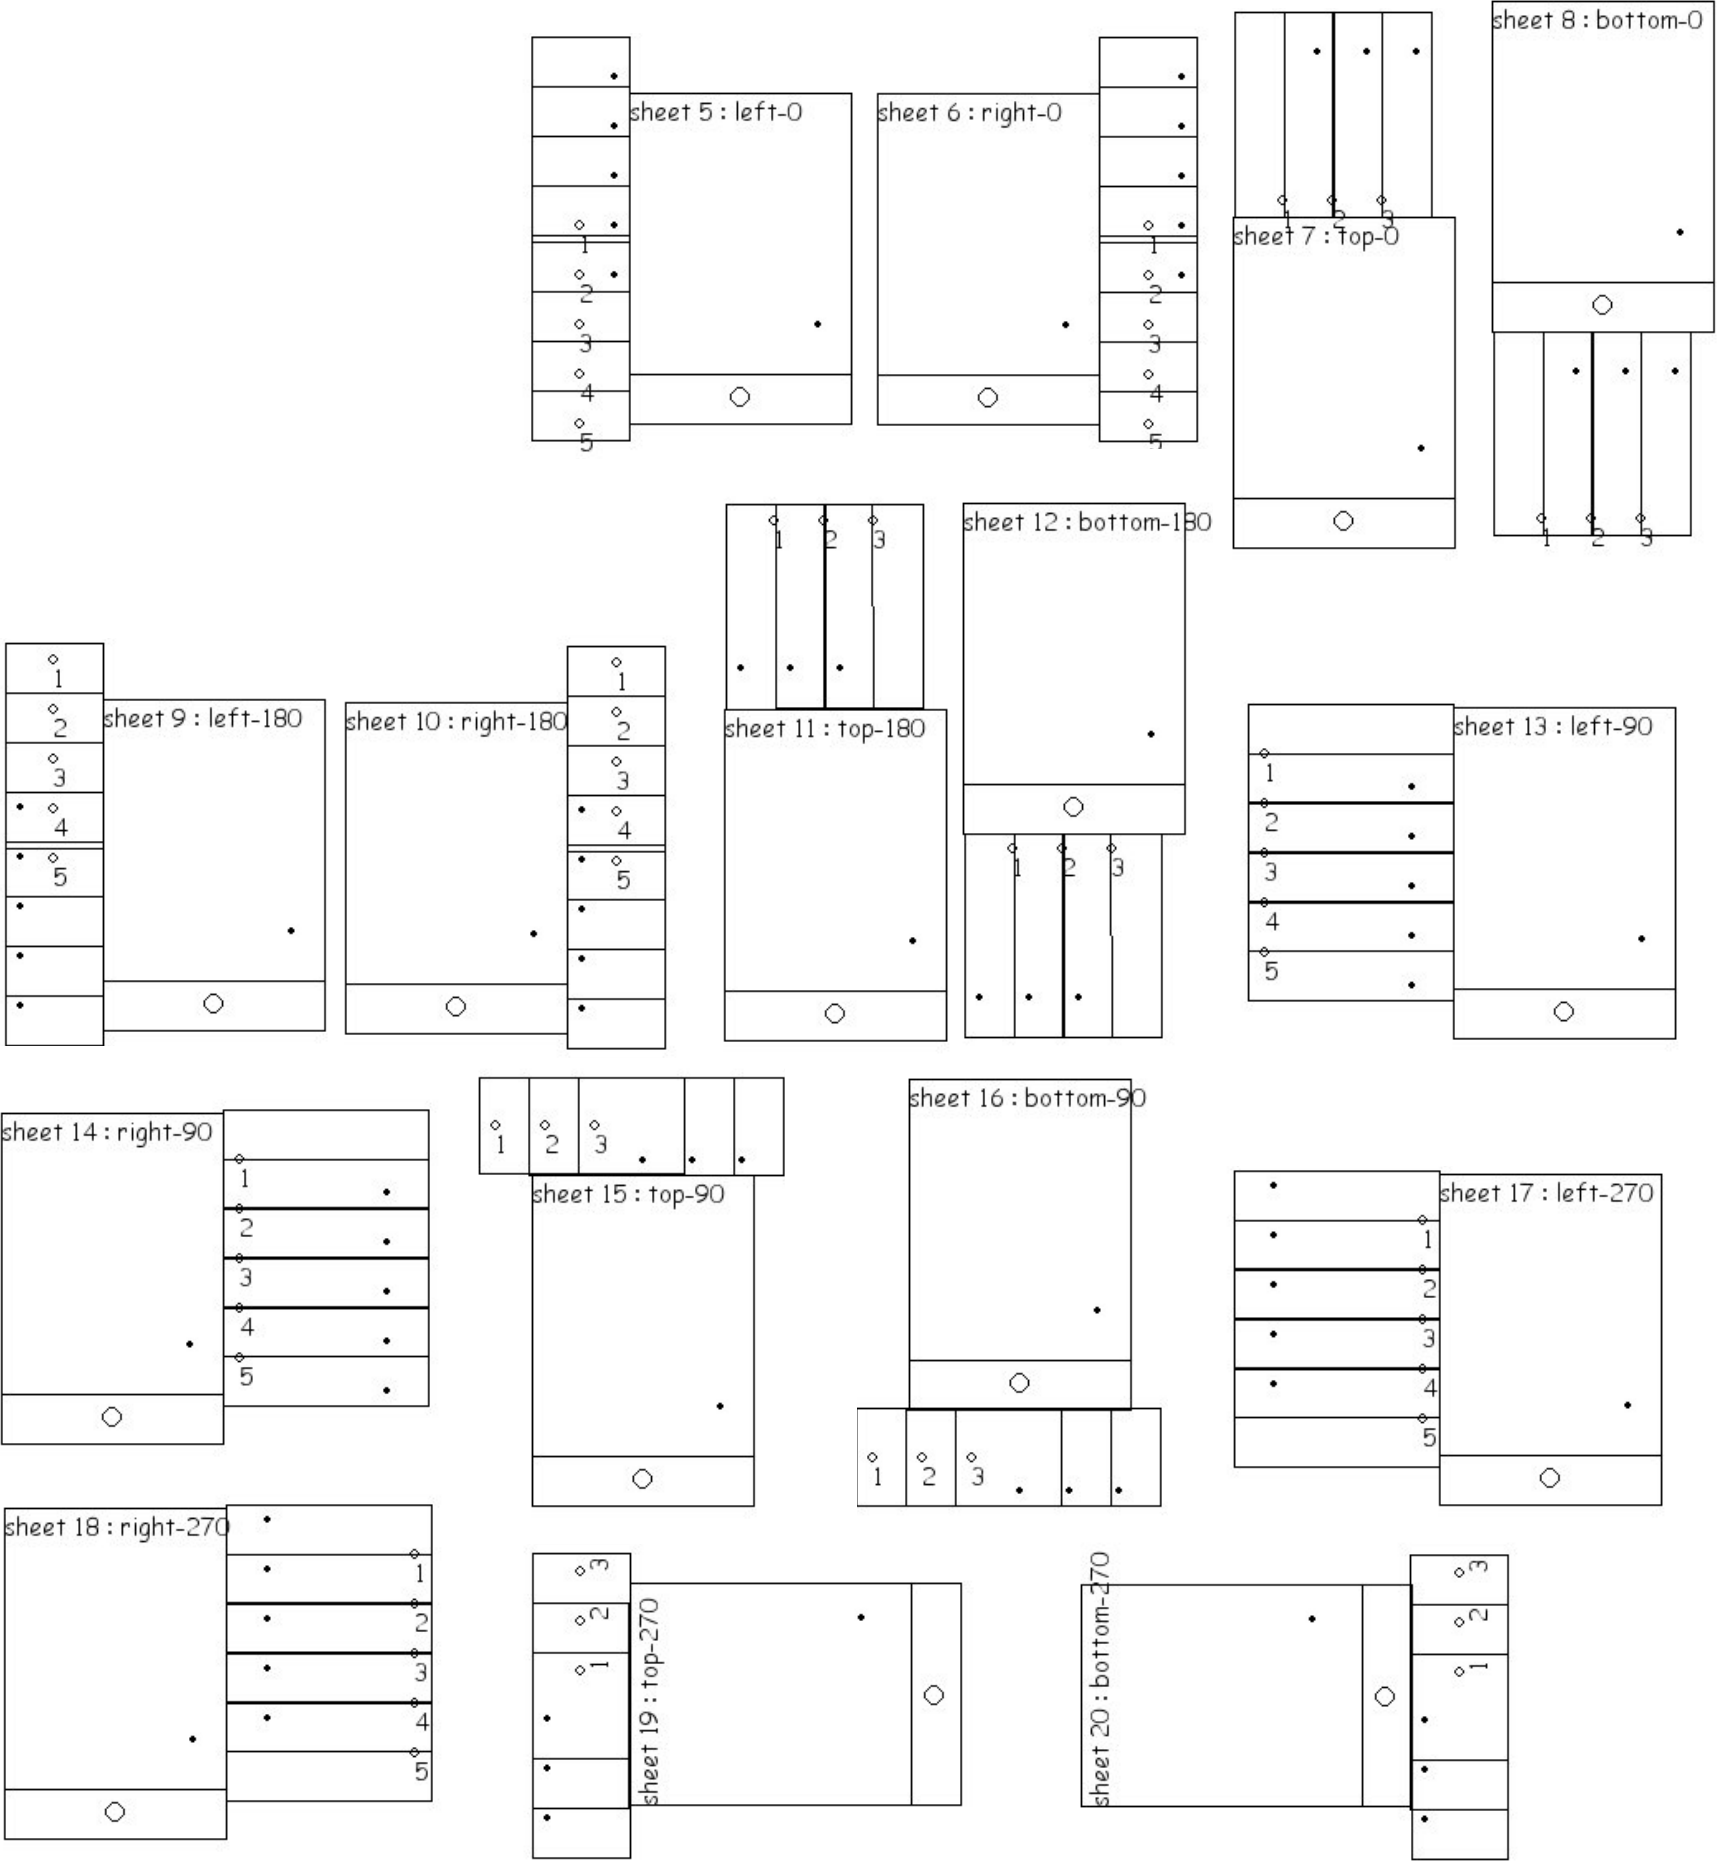 sheet 8 : bottom-0
sheet 5 : left-0
sheet 6 : right-0
1 2 3
sheet 7 : top-0
1
2
3
4
5
1
2
3
4
5
1 2 3
sheet 12 : bottom-180
1 2 3
1
2
3
4
5
sheet 9 : left-180
sheet 10 : right-180
1
2
3
4
5
sheet 11 : top-180
sheet 13 : left-90
1
2
3
4
5
1 2 3
sheet 14 : right-90
1
2
3
4
5
1 2 3
sheet 15 : top-90
sheet 16 : bottom-90
1 2 3
sheet 17 : left-270
1
2
3
4
5
sheet 18 : right-270
1
2
3
4
5
3
2
1
sheet 19 : top-270
sheet 20 : bottom-270
3
2
1